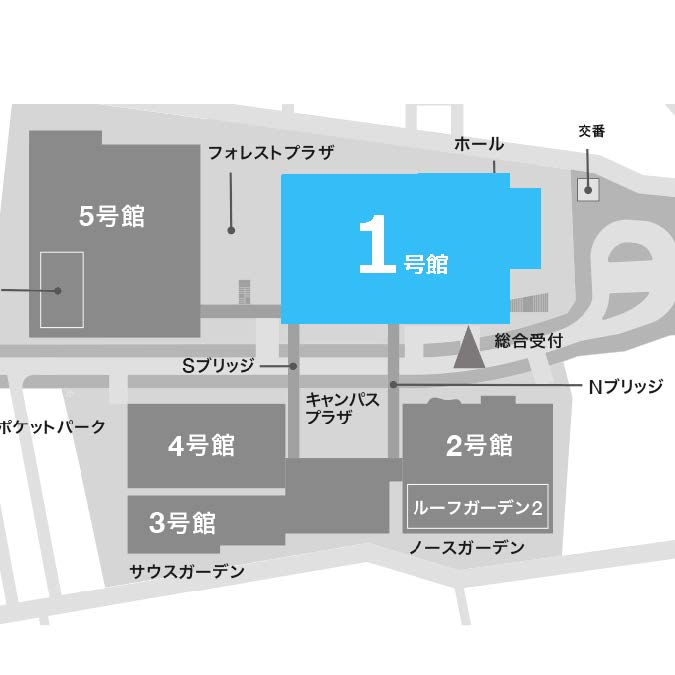 交番
ホール
フォレストプラザ
5号館
1号館
総合受付
Sブリッジ
Nブリッジ
キャンパス
プラザ
ポケットパーク
4号館
2号館
ルーフガーデン2
3号館
ノースガーデン
サウスガーデン